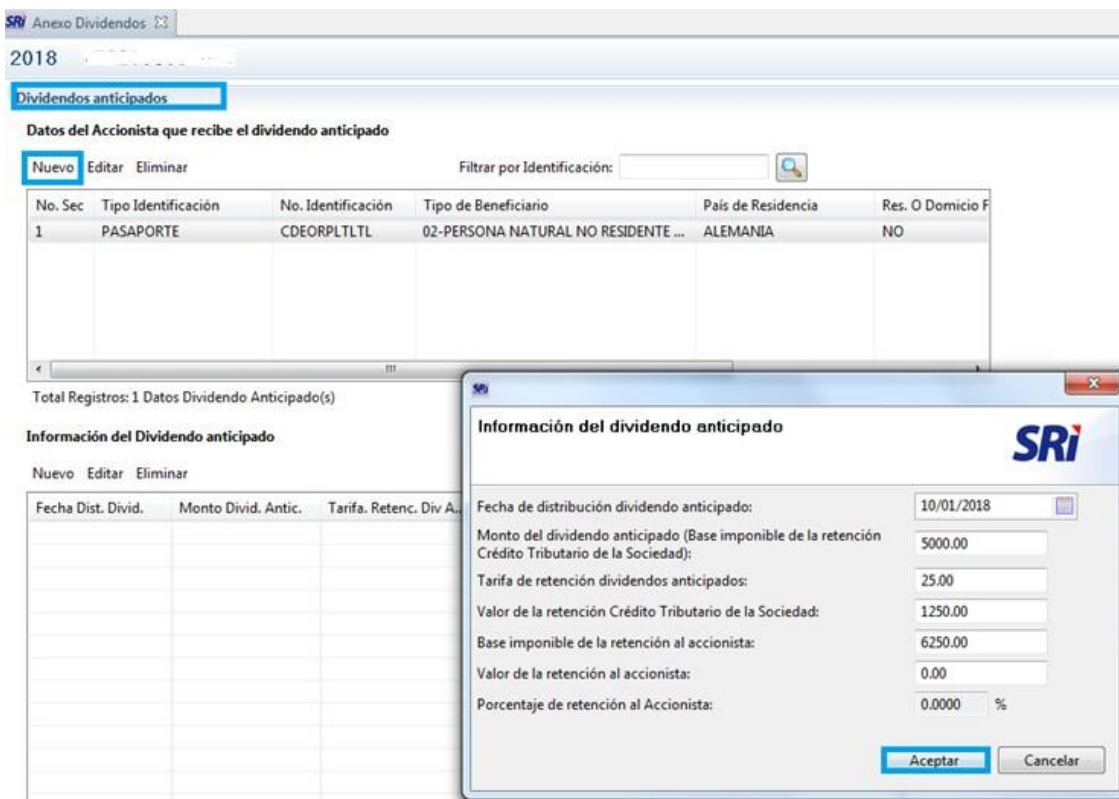 SRi Anexo Dividendos
2018
Dividendos anticipados
Datos del Accionista que recibe el dividendo anticipado
Nuevo Editar Eliminar Filtrar por Identificación:
No. Sec Tipo Identificación No. Identificación Tipo de Beneficiario País de Residencia Res. O Domicio F
1 PASAPORTE CDEORPLTLTL 02-PERSONA NATURAL NO RESIDENTE ... ALEMANIA NO
Total Registros: 1 Datos Dividendo Anticipado(s)
Información del Dividendo anticipado
Nuevo Editar Eliminar
Fecha Dist. Divid. Monto Divid. Antic. Tarifa. Retenc. Div A...
SRi
Información del dividendo anticipado
SRi
Fecha de distribución dividendo anticipado: 10/01/2018
Monto del dividendo anticipado (Base imponible de la retención
Crédito Tributario de la Sociedad): 5000.00
Tarifa de retención dividendos anticipados: 25.00
Valor de la retención Crédito Tributario de la Sociedad: 1250.00
Base imponible de la retención al accionista: 6250.00
Valor de la retención al accionista: 0.00
Porcentaje de retención al Accionista: 0.0000 %
Aceptar Cancelar